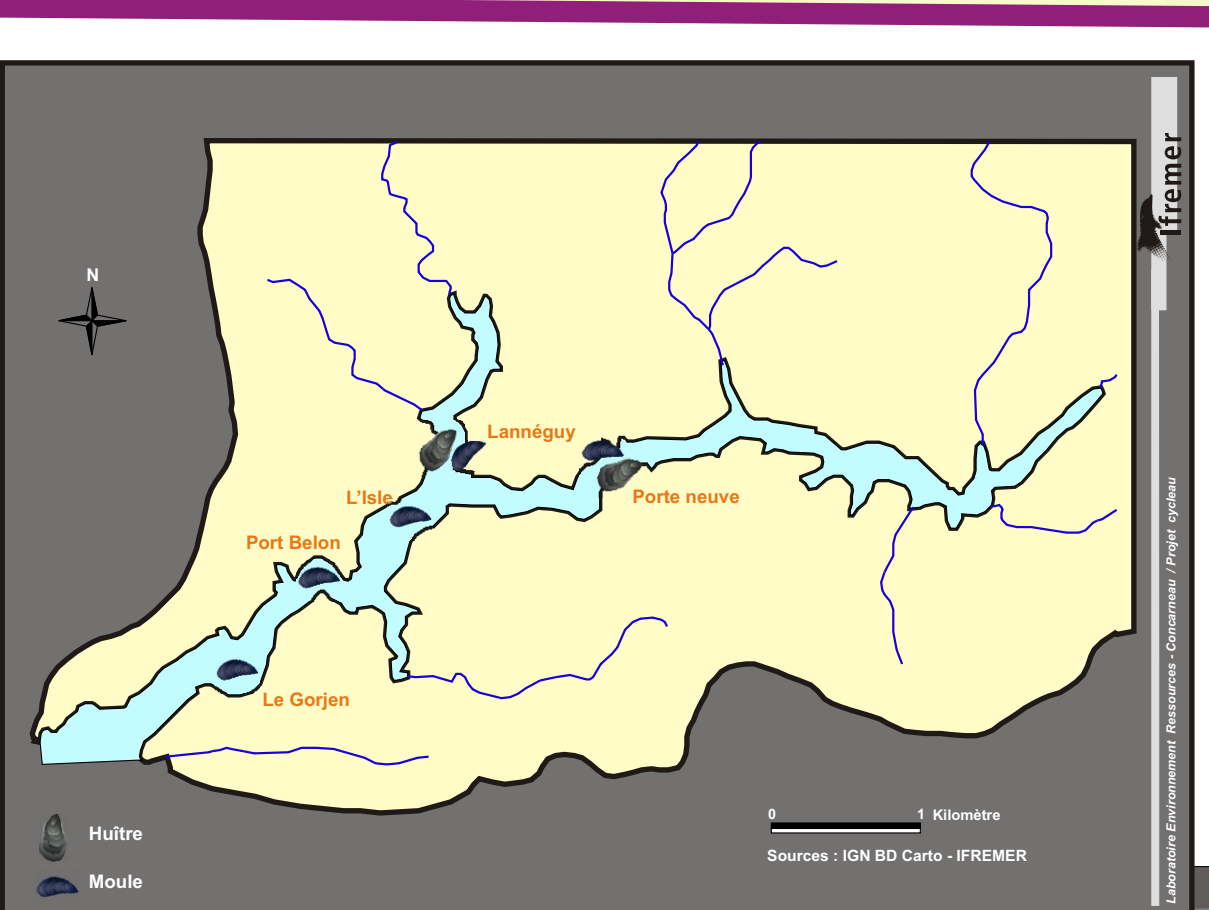 Ifremer
N
Lannéguy
L'Isle
Porte neuve
Port Belon
Le Gorjen
0 1 Kilomètre
Sources : IGN BD Carto - IFREMER
Huître
Moule
Laboratoire Environnement Ressources - Concarneau / Projet cycleau